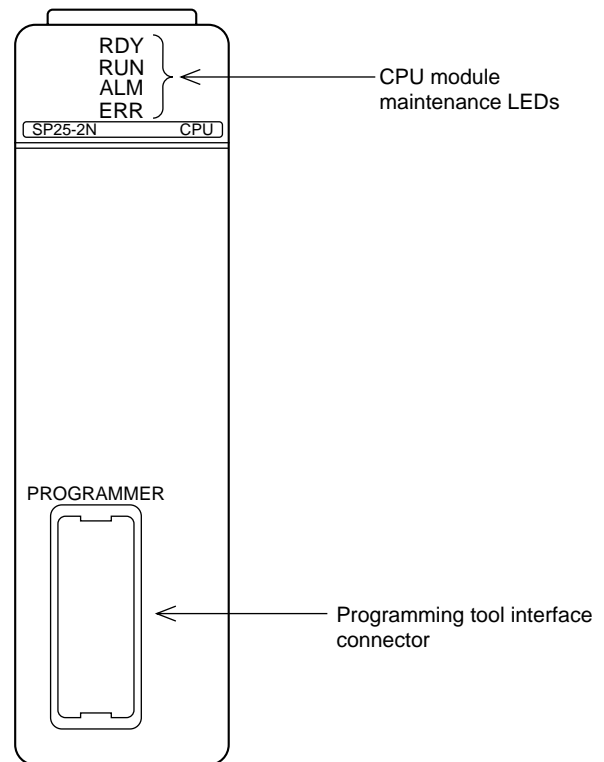 RDY
RUN
ALM
ERR
CPU module
maintenance LEDs
SP25-2N CPU
PROGRAMMER
Programming tool interface
connector